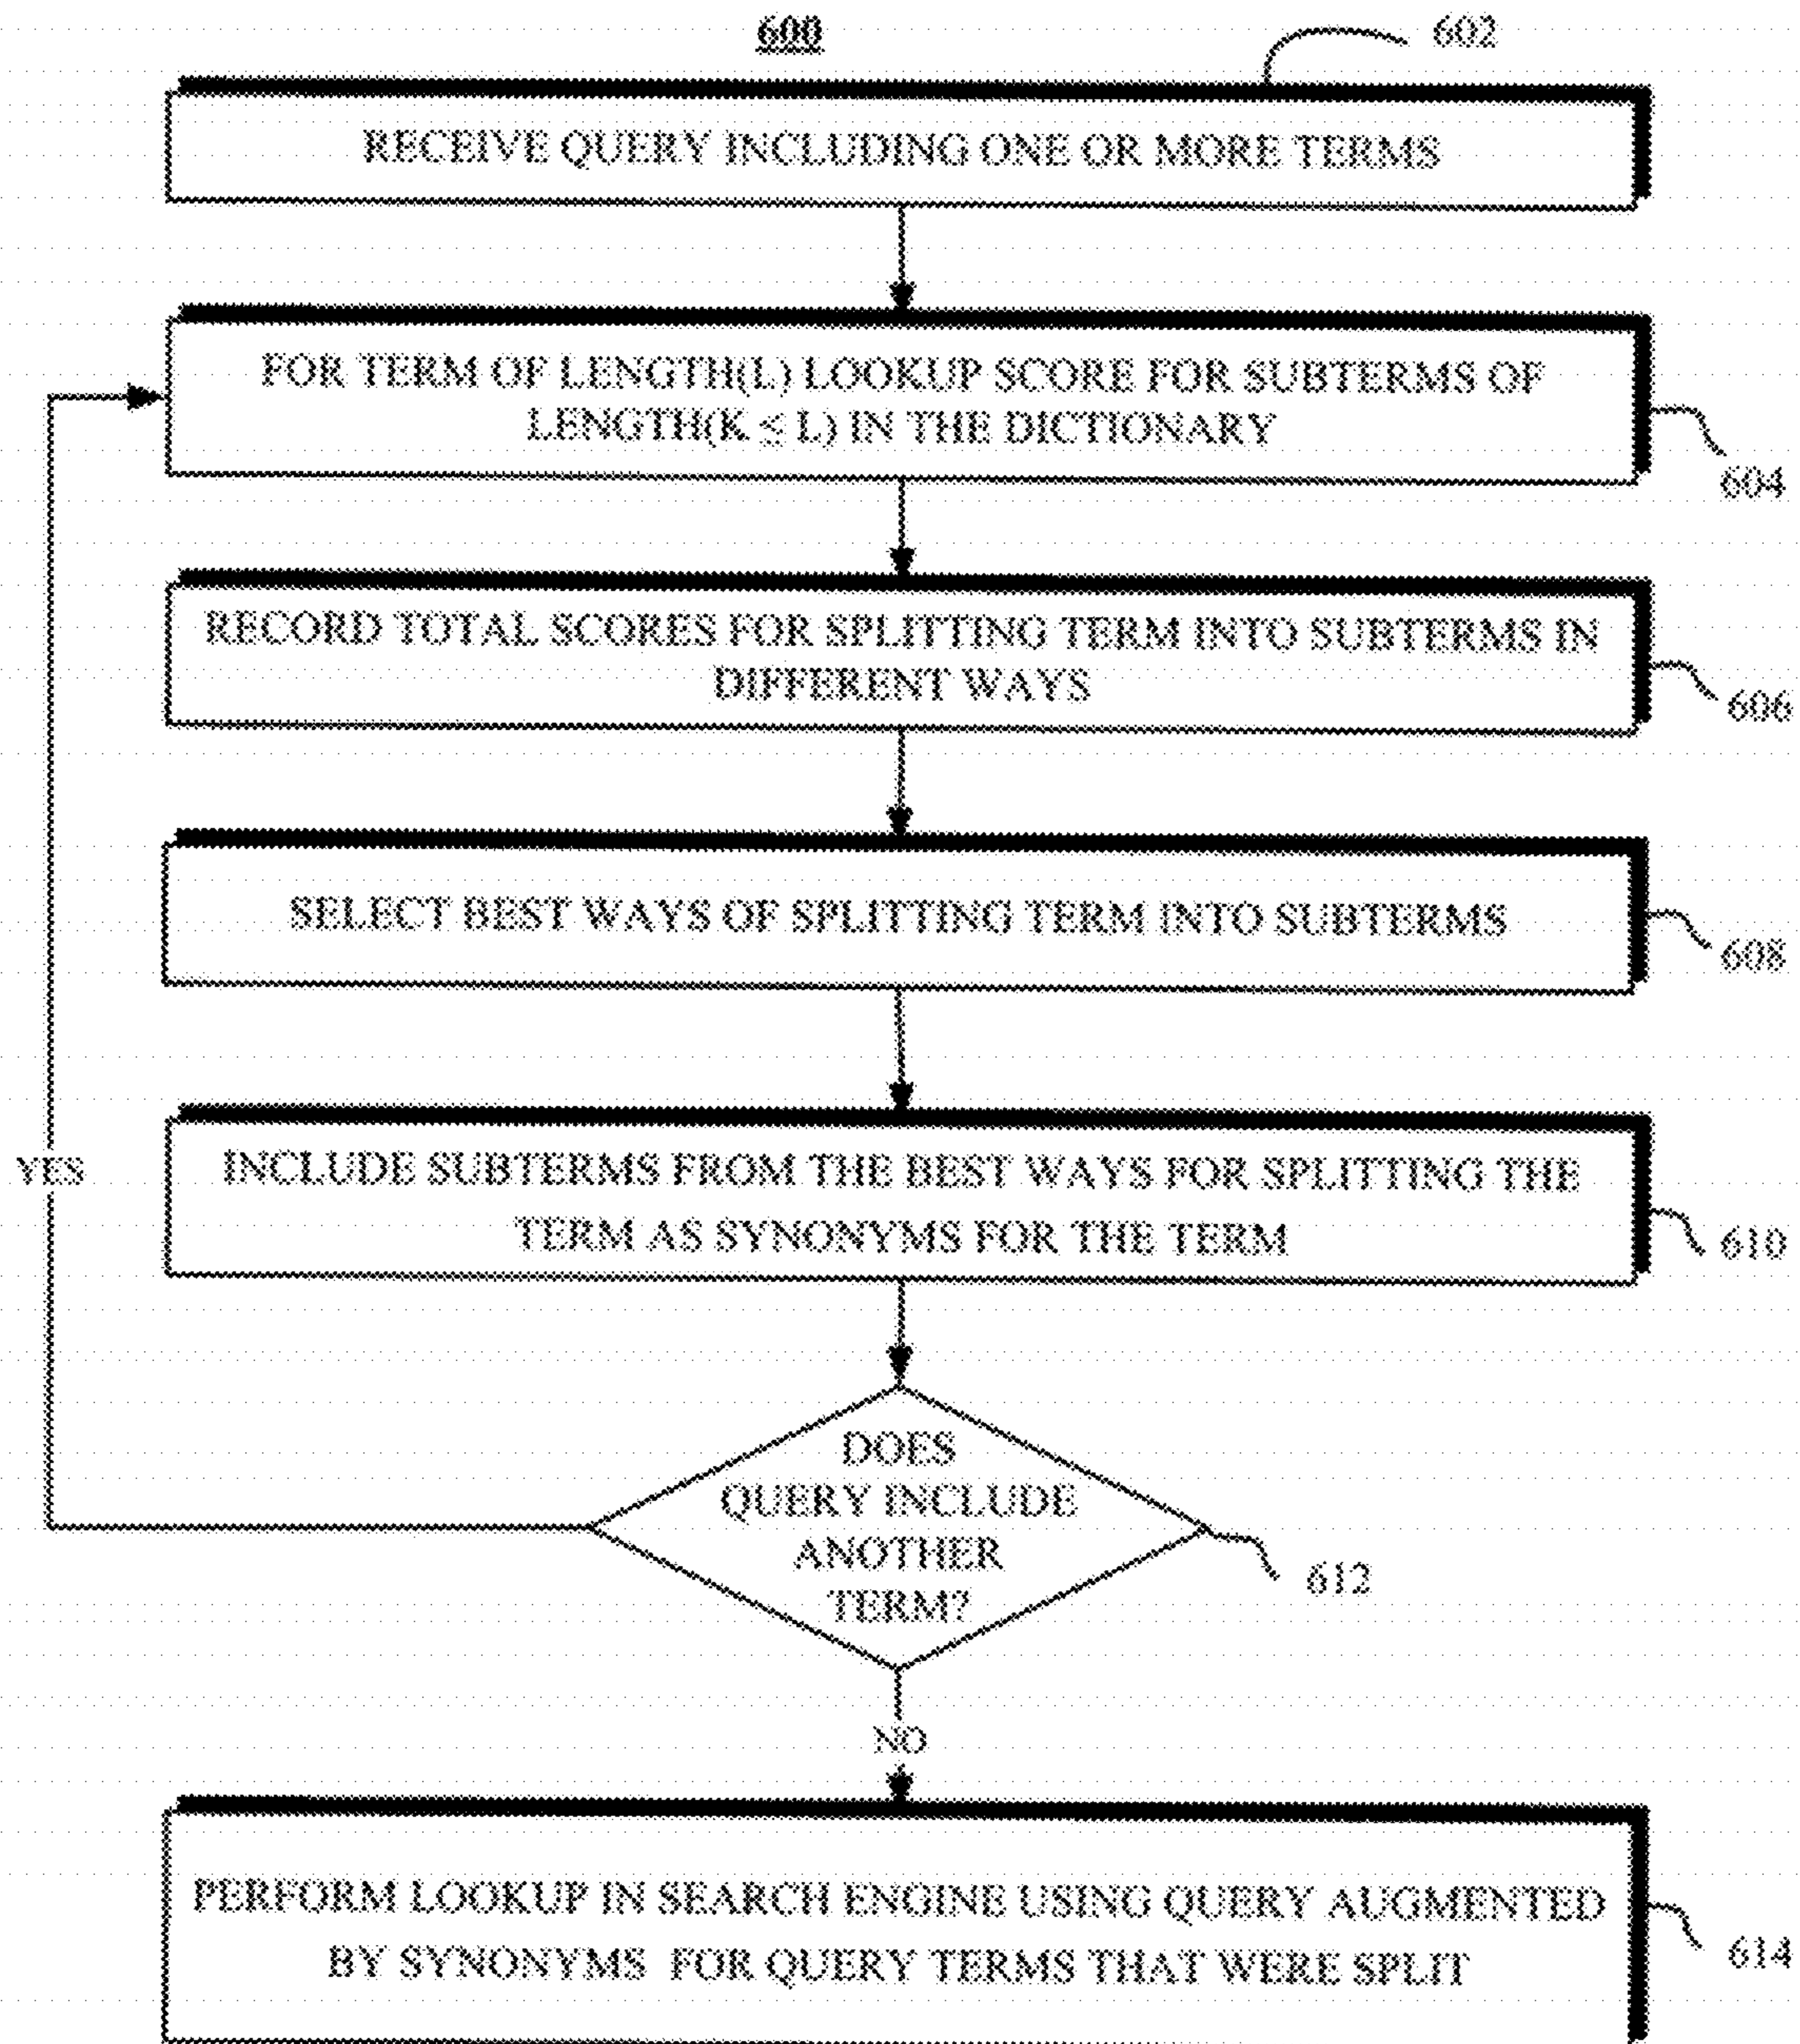 600
602
RECEIVE QUERY INCLUDING ONE OR MORE TERMS
FOR TERM OF LENGTH(L) LOOKUP SCORE FOR SUBTERMS OF
LENGTH(K ≤ L) IN THE DICTIONARY
604
RECORD TOTAL SCORES FOR SPLITTING TERM INTO SUBTERMS IN
DIFFERENT WAYS
606
SELECT BEST WAYS OF SPLITTING TERM INTO SUBTERMS
608
YES
INCLUDE SUBTERMS FROM THE BEST WAYS FOR SPLITTING THE
TERM AS SYNONYMS FOR THE TERM
610
DOES
QUERY INCLUDE
ANOTHER
TERM?
612
NO
PERFORM LOOKUP IN SEARCH ENGINE USING QUERY AUGMENTED
BY SYNONYMS FOR QUERY TERMS THAT WERE SPLIT
614